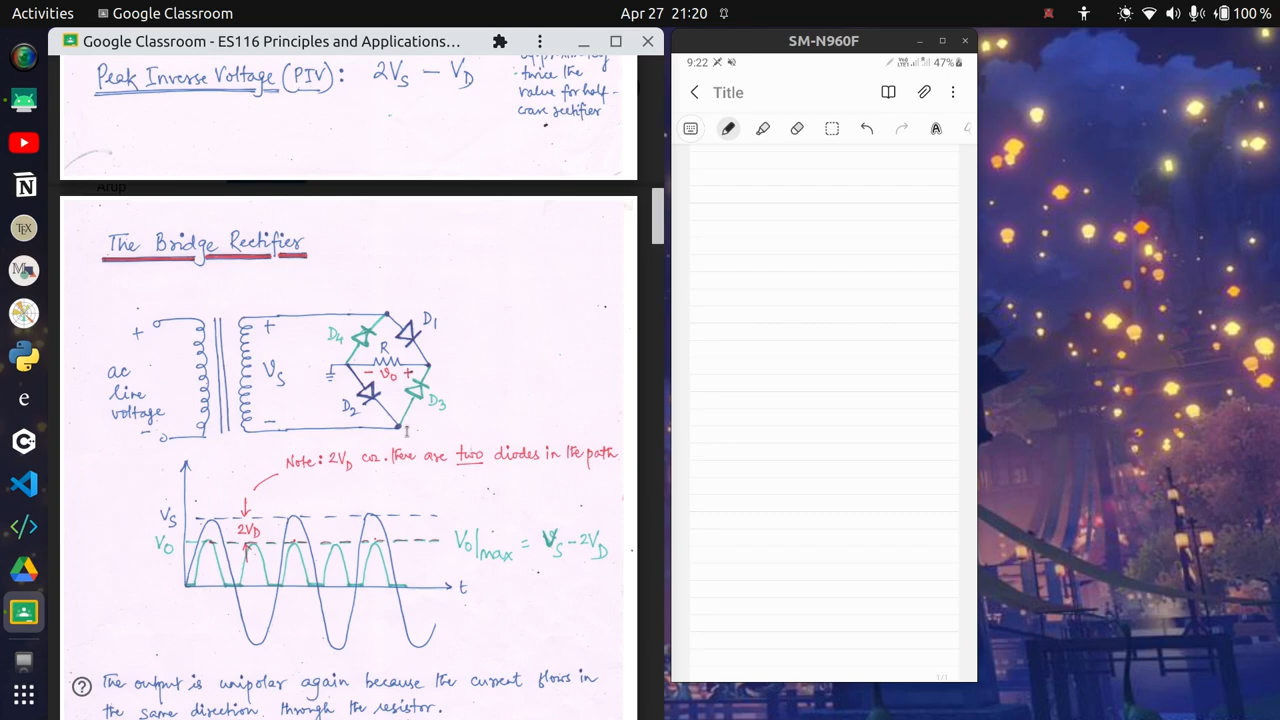 Activities
Google Classroom
Apr 27 21:20
100 %
Google Classroom - ES116 Principles and Applications…
Peak Inverse Voltage (PIV): 2VS - VD
twice the
value for half-
wave rectifier
Arup
The Bridge Rectifier
+
ac
line
voltage
-
+
VS
-
D4
D1
R
- vo +
D2
D3
Note: 2VD coz. there are two diodes in the path
VS
2VD
VO
VO|max = VS - 2VD
t
The output is unipolar again because the current flows in
the same direction through the resistor.
SM-N960F
9:22
47%
Title
1/1